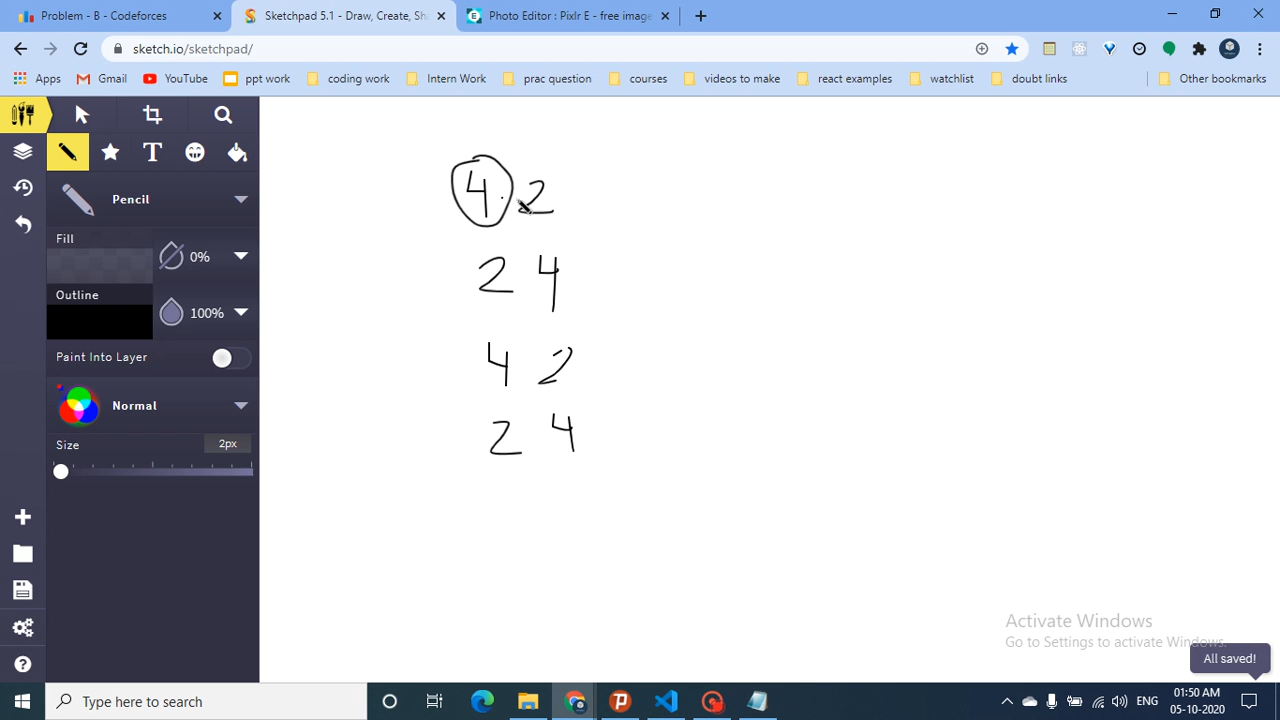 Problem - B - Codeforces
Sketchpad 5.1 - Draw, Create, Sha
Photo Editor : Pixlr E - free image
sketch.io/sketchpad/
Apps
Gmail
YouTube
ppt work
coding work
Intern Work
prac question
courses
videos to make
react examples
watchlist
doubt links
Other bookmarks
Pencil
Fill
0%
Outline
100%
Paint Into Layer
Normal
Size
2px
4 2
2 4
4 2
2 4
Activate Windows
Go to Settings to activate Windows.
All saved!
Type here to search
ENG
01:50 AM
05-10-2020